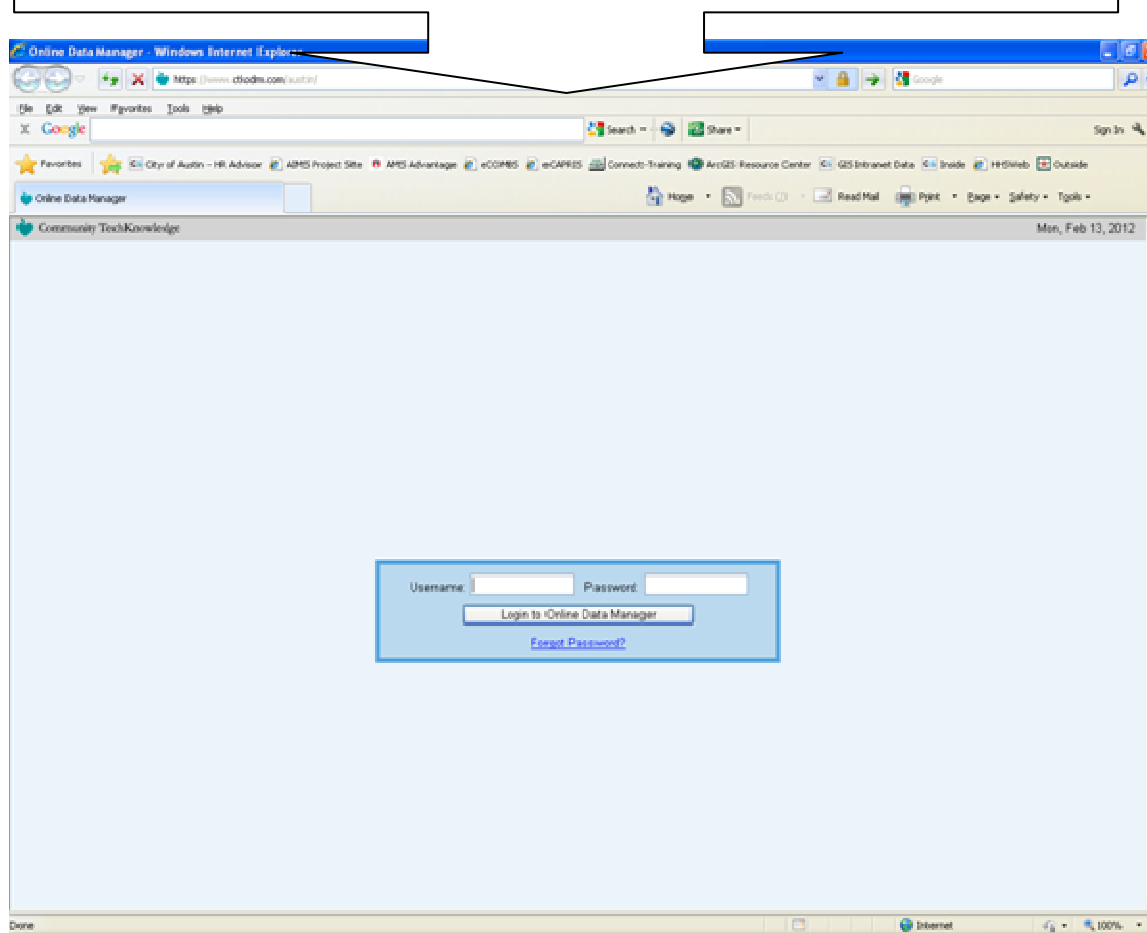 Online Data Manager - Windows Internet Explorer
https://www.ctkodm.com/austin/
Google
File Edit View Favorites Tools Help
X Google Search Share Sign In
Favorites City of Austin - HR Advisor AIMS Project Site AMS Advantage eCOMBS eCAPRIS Connect-Training ArcGIS Resource Center GIS Intranet Data Inside HHSWeb Outside
Online Data Manager Home Feeds (J) Read Mail Print Page Safety Tools
Community TechKnowledge Mon, Feb 13, 2012
Username: Password:
Login to Online Data Manager
Forgot Password?
Done Internet 100%